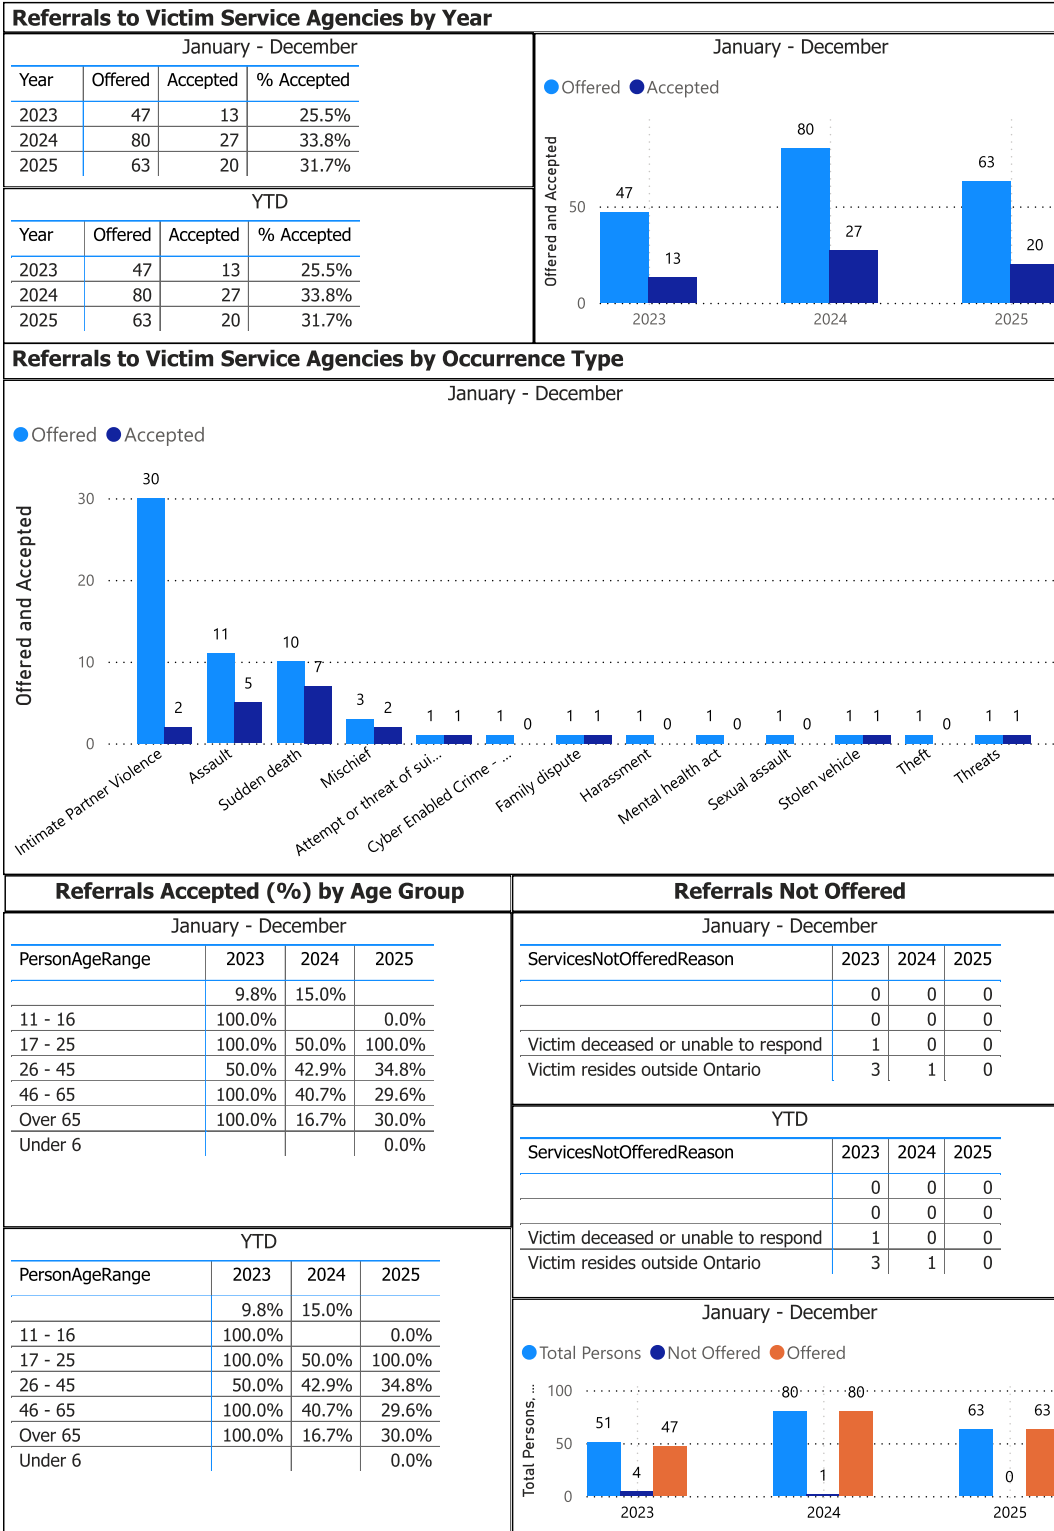 Referrals to Victim Service Agencies by Year
January - December
Year Offered Accepted % Accepted
2023 47 13 25.5%
2024 80 27 33.8%
2025 63 20 31.7%
YTD
Year Offered Accepted % Accepted
2023 47 13 25.5%
2024 80 27 33.8%
2025 63 20 31.7%
January - December
Offered Accepted
Offered and Accepted
50
0
47
13
80
27
63
20
2023 2024 2025
Referrals to Victim Service Agencies by Occurrence Type
January - December
Offered Accepted
Offered and Accepted
30
20
10
0
30 2
11 5
10 7
3 2
1 1
1 0
1 1
1 0
1 0
1 0
1 1
1 0
1 1
Intimate Partner Violence
Assault
Sudden death
Mischief
Attempt or threat of sui...
Cyber Enabled Crime - ...
Family dispute
Harassment
Mental health act
Sexual assault
Stolen vehicle
Theft
Threats
Referrals Accepted (%) by Age Group
January - December
PersonAgeRange 2023 2024 2025
9.8% 15.0%
11 - 16 100.0% 0.0%
17 - 25 100.0% 50.0% 100.0%
26 - 45 50.0% 42.9% 34.8%
46 - 65 100.0% 40.7% 29.6%
Over 65 100.0% 16.7% 30.0%
Under 6 0.0%
YTD
PersonAgeRange 2023 2024 2025
9.8% 15.0%
11 - 16 100.0% 0.0%
17 - 25 100.0% 50.0% 100.0%
26 - 45 50.0% 42.9% 34.8%
46 - 65 100.0% 40.7% 29.6%
Over 65 100.0% 16.7% 30.0%
Under 6 0.0%
Referrals Not Offered
January - December
ServicesNotOfferedReason 2023 2024 2025
0 0 0
0 0 0
Victim deceased or unable to respond 1 0 0
Victim resides outside Ontario 3 1 0
YTD
ServicesNotOfferedReason 2023 2024 2025
0 0 0
0 0 0
Victim deceased or unable to respond 1 0 0
Victim resides outside Ontario 3 1 0
January - December
Total Persons Not Offered Offered
Total Persons, ...
100
50
0
51 4 47
80 1 80
63 0 63
2023 2024 2025